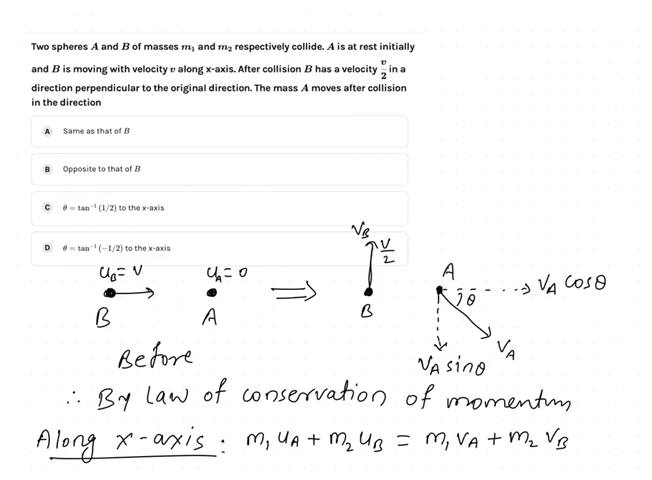 Two spheres A and B of masses m₁ and m₂ respectively collide. A is at rest initially
and B is moving with velocity v along x-axis. After collision B has a velocity v/2 in a
direction perpendicular to the original direction. The mass A moves after collision
in the direction
A Same as that of B
B Opposite to that of B
C θ = tan⁻¹ (1/2) to the x-axis
D θ = tan⁻¹ (−1/2) to the x-axis
V_B
V/2
u_B = V
u_A = 0
⇒
A
θ
V_A cosθ
B
A
B
V_A
V_A sinθ
Before
∴ By law of conservation of momentum
Along x-axis : m₁ u_A + m₂ u_B = m₁ V_A + m₂ V_B